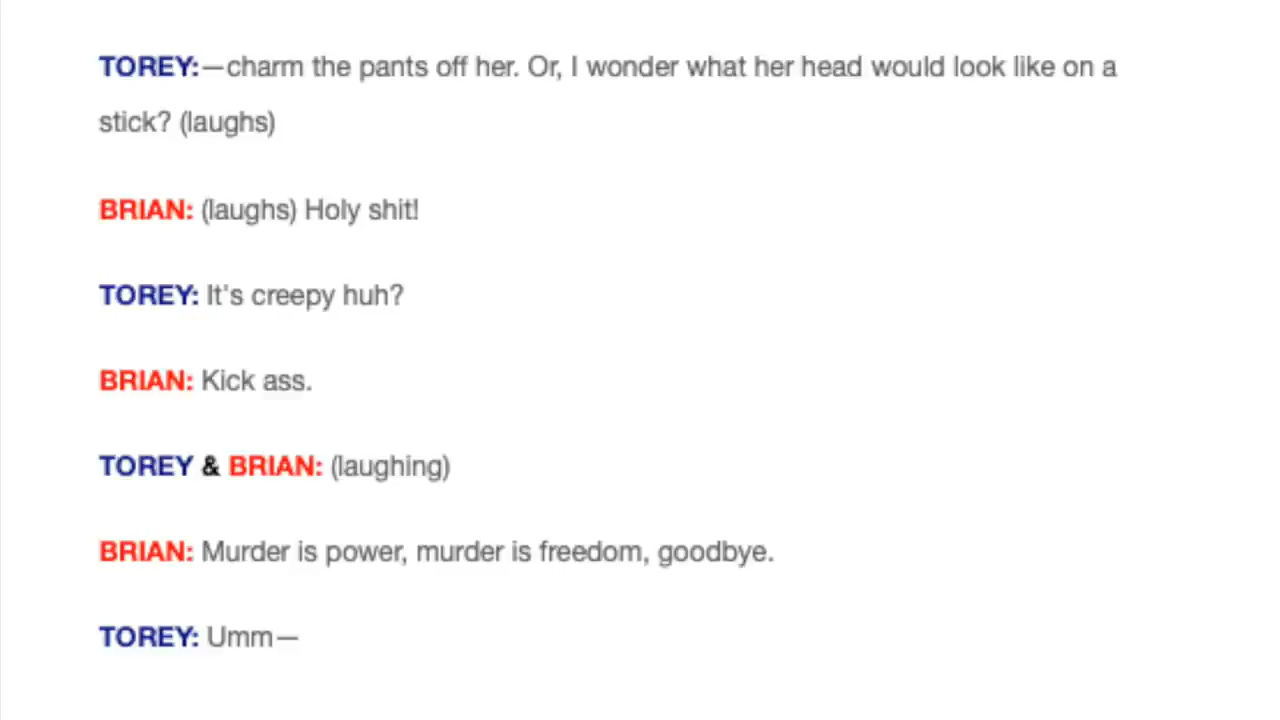 TOREY:—charm the pants off her. Or, I wonder what her head would look like on a
stick? (laughs)
BRIAN: (laughs) Holy shit!
TOREY: It's creepy huh?
BRIAN: Kick ass.
TOREY & BRIAN: (laughing)
BRIAN: Murder is power, murder is freedom, goodbye.
TOREY: Umm—